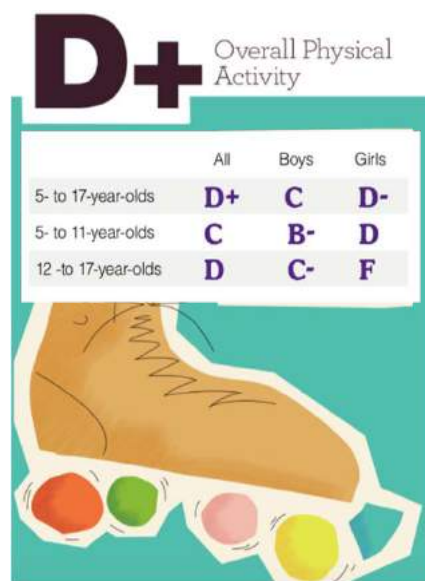 D+ Overall Physical
Activity
All Boys Girls
5- to 17-year-olds D+ C D-
5- to 11-year-olds C B- D
12 -to 17-year-olds D C- F